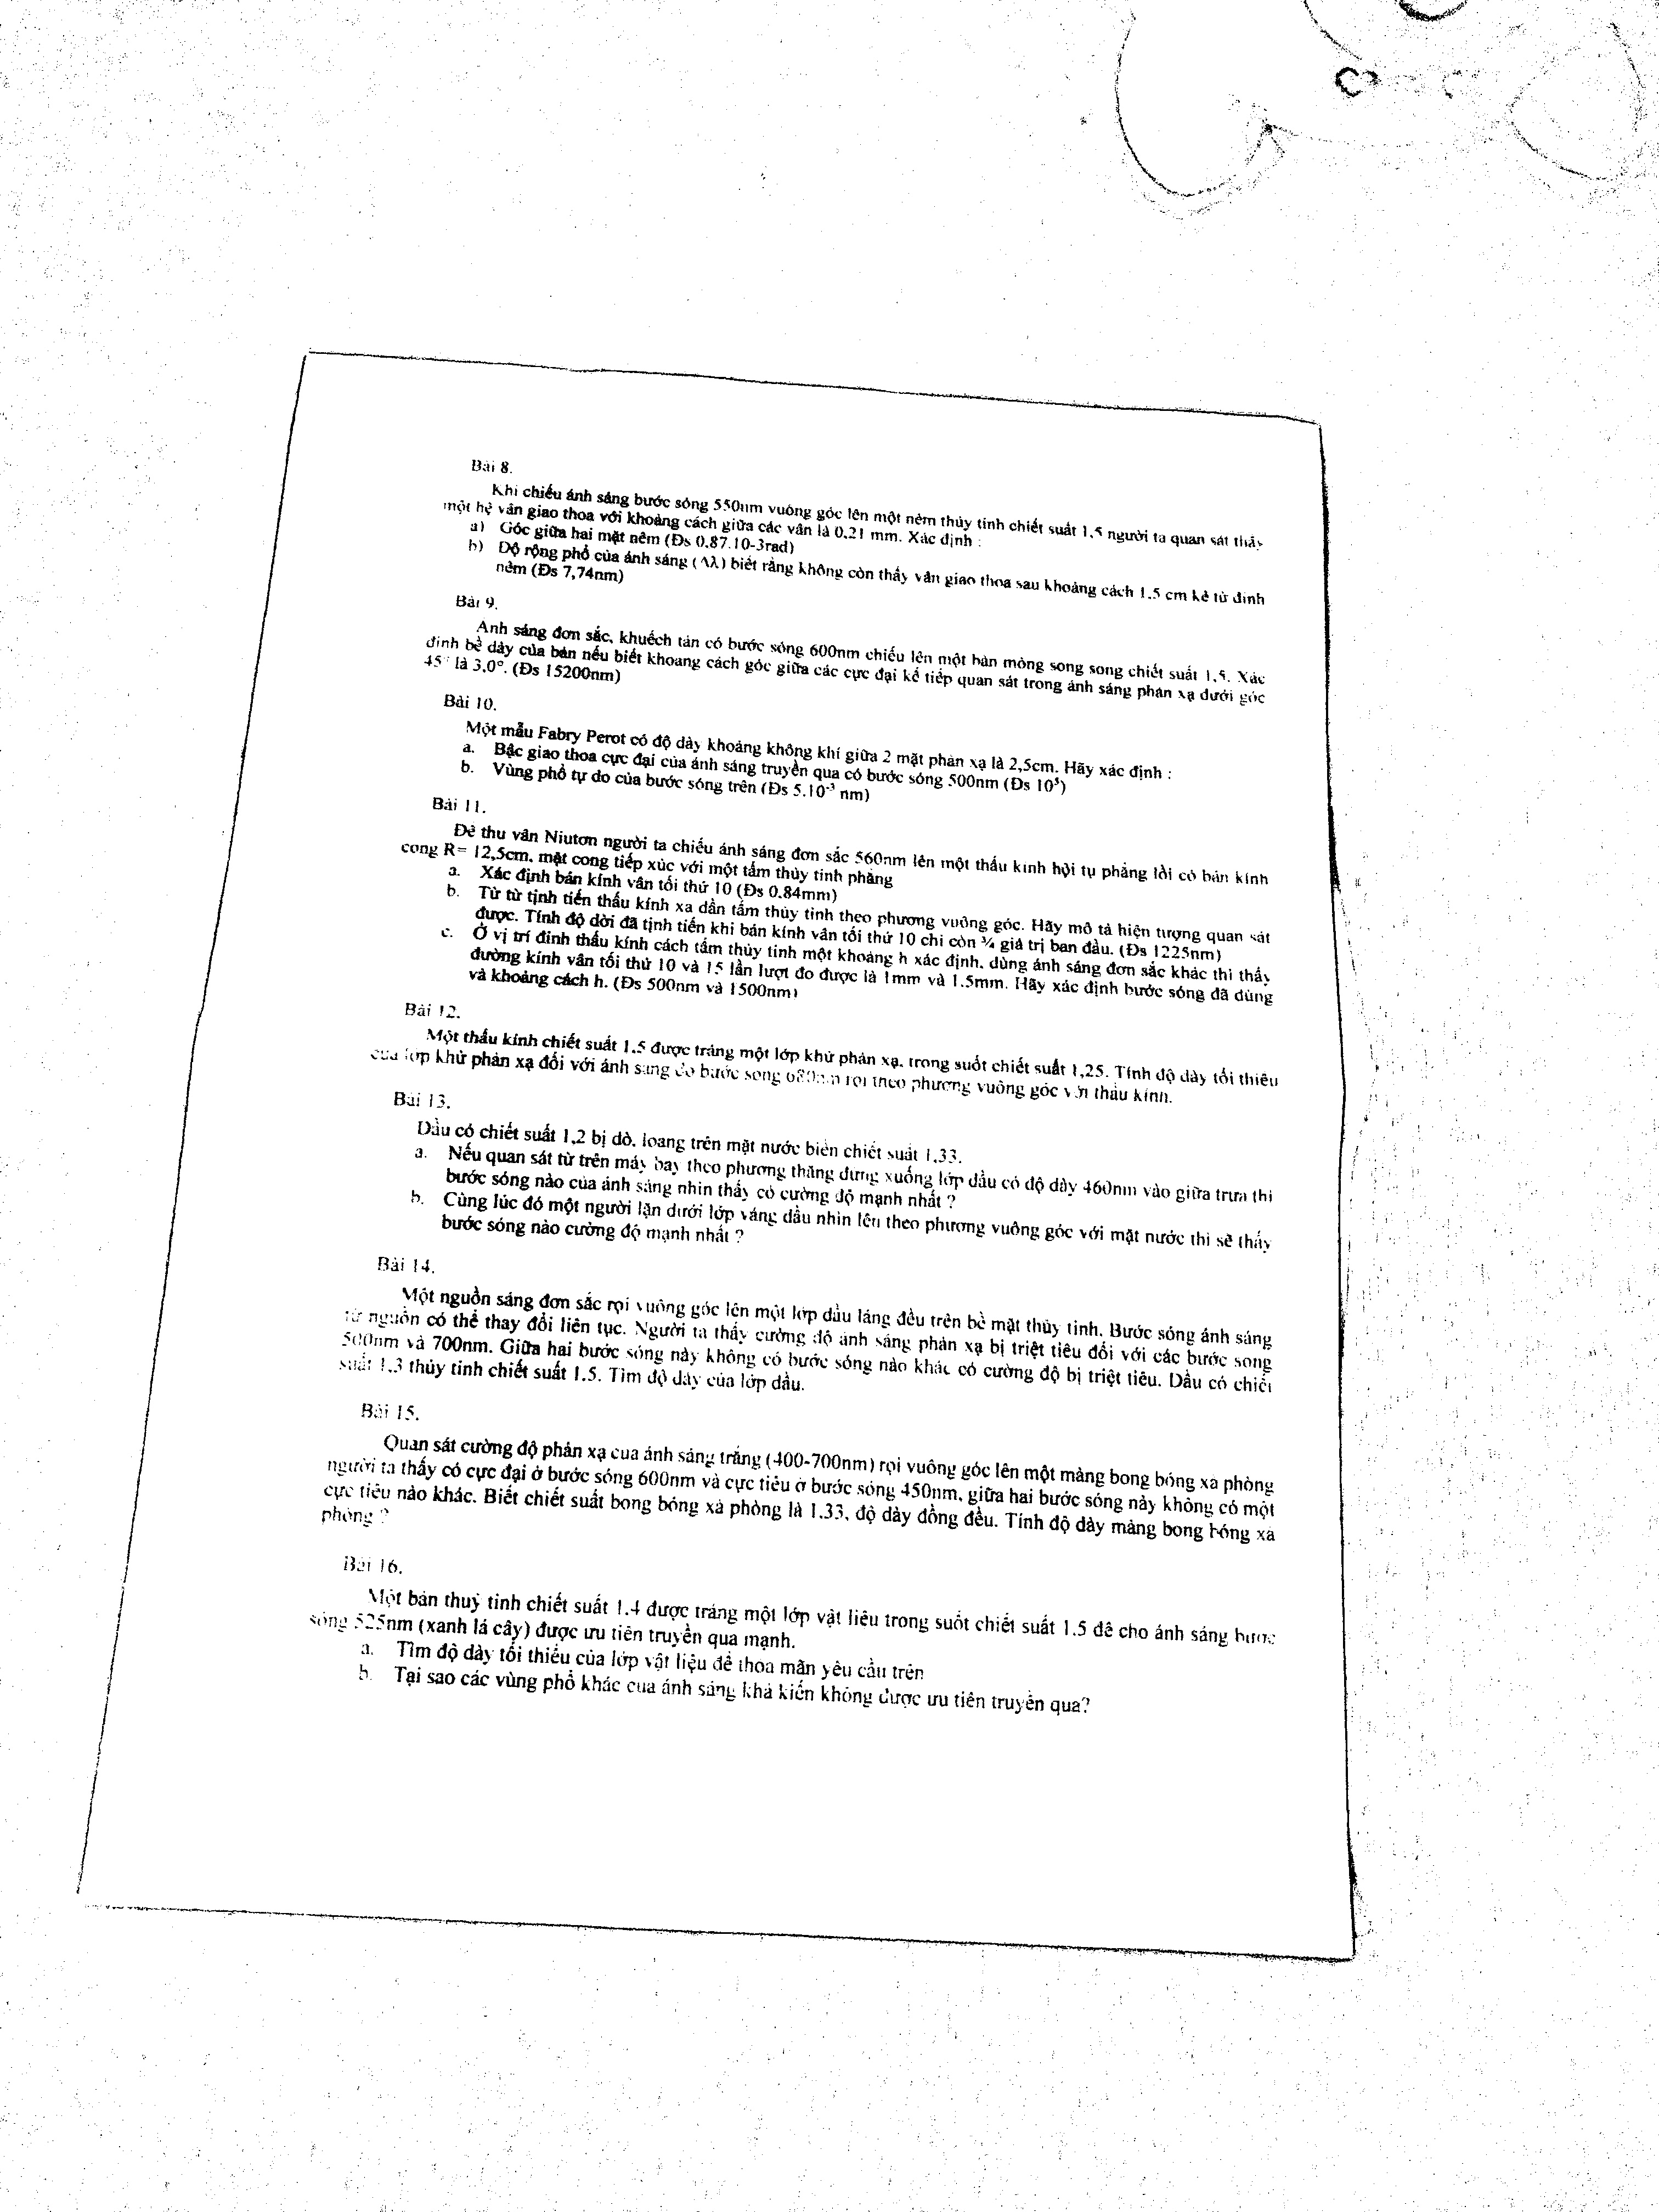 Bài 8.
Khi chiếu ánh sáng bước sóng 550nm vuông góc lên một nêm thủy tinh chiết suất 1,5 người ta quan sát thấy
một hệ vân giao thoa với khoảng cách giữa các vân là 0,21 mm. Xác định :
a) Góc giữa hai mặt nêm (Đs 0,87.10-3rad)
b) Độ rộng phổ của ánh sáng (Δλ) biết rằng không còn thấy vân giao thoa sau khoảng cách 1,5 cm kể từ đỉnh
nêm (Đs 7,74nm)
Bài 9.
Ánh sáng đơn sắc, khuếch tán có bước sóng 600nm chiếu lên một bản mỏng song song chiết suất 1,5. Xác
định bề dày của bản nếu biết khoảng cách góc giữa các cực đại kế tiếp quan sát trong ánh sáng phản xạ dưới góc
45° là 3,0°. (Đs 15200nm)
Bài 10.
Một mẫu Fabry Perot có độ dày khoảng không khí giữa 2 mặt phản xạ là 2,5cm. Hãy xác định :
a. Bậc giao thoa cực đại của ánh sáng truyền qua có bước sóng 500nm (Đs 10⁵)
b. Vùng phổ tự do của bước sóng trên (Đs 5.10⁻³ nm)
Bài 11.
Để thu vân Niutơn người ta chiếu ánh sáng đơn sắc 560nm lên một thấu kính hội tụ phẳng lồi có bán kính
cong R= 12,5cm, mặt cong tiếp xúc với một tấm thủy tinh phẳng
a. Xác định bán kính vân tối thứ 10 (Đs 0.84mm)
b. Từ từ tịnh tiến thấu kính xa dần tấm thủy tinh theo phương vuông góc. Hãy mô tả hiện tượng quan sát
được. Tính độ dời đã tịnh tiến khi bán kính vân tối thứ 10 chỉ còn ¾ giá trị ban đầu. (Đs 1225nm)
c. Ở vị trí đỉnh thấu kính cách tấm thủy tinh một khoảng h xác định, dùng ánh sáng đơn sắc khác thì thấy
đường kính vân tối thứ 10 và 15 lần lượt đo được là 1mm và 1.5mm. Hãy xác định bước sóng đã dùng
và khoảng cách h. (Đs 500nm và 1500nm)
Bài 12.
Một thấu kính chiết suất 1.5 được tráng một lớp khử phản xạ, trong suốt chiết suất 1,25. Tính độ dày tối thiểu
của lớp khử phản xạ đối với ánh sáng có bước sóng rọi theo phương vuông góc với thấu kính.
Bài 13.
Dầu có chiết suất 1.2 bị dò, loang trên mặt nước biển chiết suất 1.33.
a. Nếu quan sát từ trên máy bay theo phương thẳng đứng xuống lớp dầu có độ dày 460nm vào giữa trưa thì
bước sóng nào của ánh sáng nhìn thấy có cường độ mạnh nhất ?
b. Cùng lúc đó một người lặn dưới lớp váng dầu nhìn lên theo phương vuông góc với mặt nước thì sẽ thấy
bước sóng nào cường độ mạnh nhất ?
Bài 14.
Một nguồn sáng đơn sắc rọi vuông góc lên một lớp dầu láng đều trên bề mặt thủy tinh. Bước sóng ánh sáng
từ nguồn có thể thay đổi liên tục. Người ta thấy cường độ ánh sáng phản xạ bị triệt tiêu đối với các bước sóng
500nm và 700nm. Giữa hai bước sóng này không có bước sóng nào khác có cường độ bị triệt tiêu. Dầu có chiết
suất 1.3 thủy tinh chiết suất 1.5. Tìm độ dày của lớp dầu.
Bài 15.
Quan sát cường độ phản xạ của ánh sáng trắng (400-700nm) rọi vuông góc lên một màng bong bóng xà phòng
người ta thấy có cực đại ở bước sóng 600nm và cực tiểu ở bước sóng 450nm, giữa hai bước sóng này không có một
cực tiểu nào khác. Biết chiết suất bong bóng xà phòng là 1.33, độ dày đồng đều. Tính độ dày màng bong bóng xà
phòng ?
Bài 16.
Một bản thuỷ tinh chiết suất 1.4 được tráng một lớp vật liệu trong suốt chiết suất 1.5 để cho ánh sáng bước
sóng 525nm (xanh lá cây) được ưu tiên truyền qua mạnh.
a. Tìm độ dày tối thiểu của lớp vật liệu để thoả mãn yêu cầu trên
b. Tại sao các vùng phổ khác của ánh sáng khả kiến không được ưu tiên truyền qua?